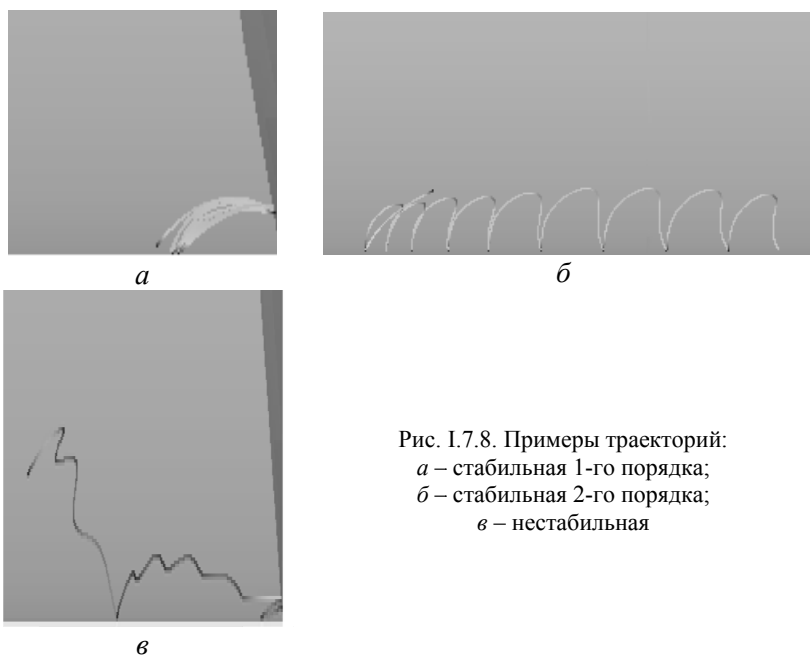 а
б
Рис. I.7.8. Примеры траекторий:
а – стабильная 1-го порядка;
б – стабильная 2-го порядка;
в – нестабильная
в